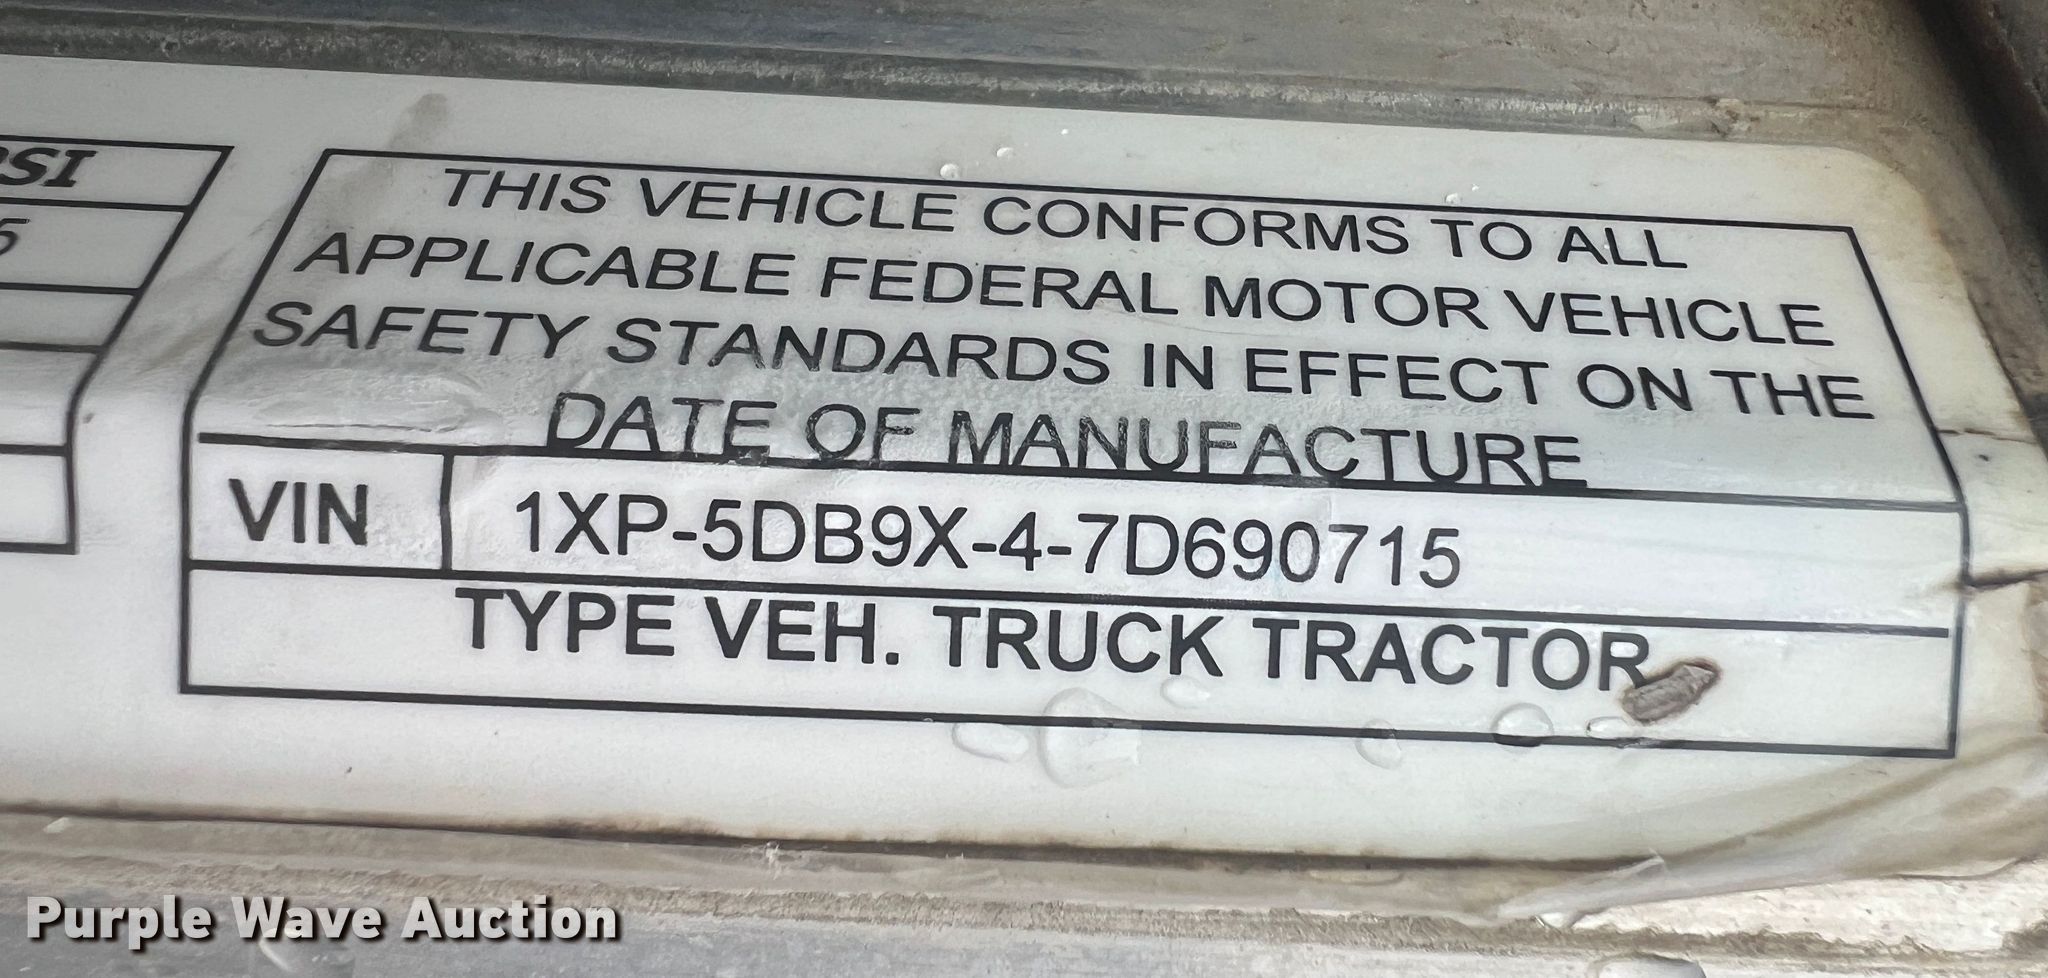 THIS VEHICLE CONFORMS TO ALL
APPLICABLE FEDERAL MOTOR VEHICLE
SAFETY STANDARDS IN EFFECT ON THE
DATE OF MANUFACTURE
VIN 1XP-5DB9X-4-7D690715
TYPE VEH. TRUCK TRACTOR
Purple Wave Auction